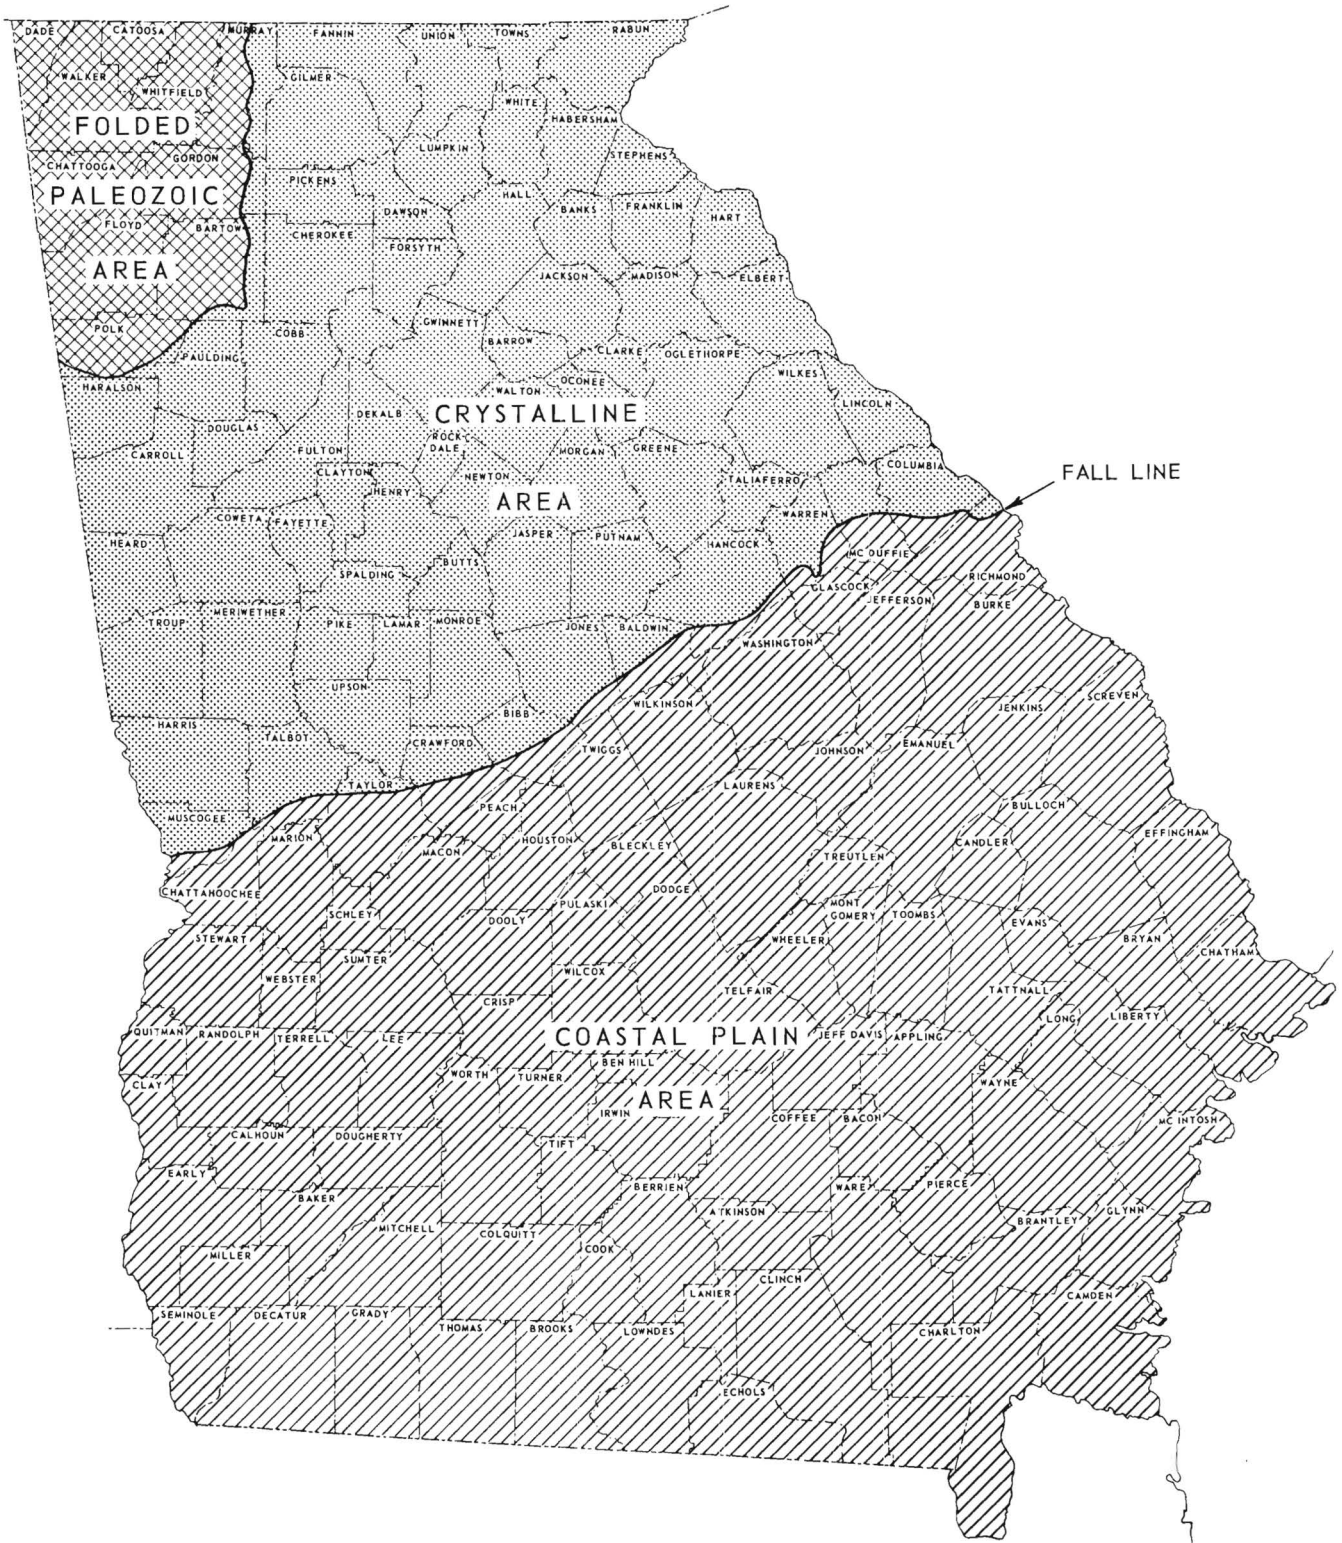 DADE
CATOOSA
MURRAY
FANNIN
UNION
TOWNS
RABUN
WALKER
WHITFIELD
GILMER
WHITE
HABERSHAM
FOLDED
LUMPKIN
STEPHENS
CHATTOOGA
GORDON
PICKENS
PALEOZOIC
HALL
BANKS
FRANKLIN
HART
DAWSON
FLOYD
BARTOW
CHEROKEE
FORSYTH
AREA
JACKSON
MADISON
ELBERT
POLK
COBB
GWINNETT
BARROW
PAULDING
CLARKE
OGLETHORPE
HARALSON
OCONEE
WALTON
WILKES
LINCOLN
DOUGLAS
DEKALB
CRYSTALLINE
CARROLL
FULTON
ROCK
DALE
MORGAN
GREENE
COLUMBIA
FALL LINE
CLAYTON
HENRY
NEWTON
TALIAFERRO
AREA
COWETA
FAYETTE
WARREN
HEARD
JASPER
PUTNAM
HANCOCK
MC DUFFIE
SPALDING
BUTTS
GLASCOCK
RICHMOND
JEFFERSON
BURKE
TROUP
MERIWETHER
PIKE
LAMAR
MONROE
JONES
BALDWIN
WASHINGTON
UPSON
WILKINSON
JENKINS
SCREVEN
HARRIS
TALBOT
CRAWFORD
BIBB
TWIGGS
JOHNSON
EMANUEL
TAYLOR
LAURENS
MUSCOGEE
PEACH
BULLOCH
MARION
MACON
HOUSTON
BLECKLEY
TREUTLEN
CANDLER
EFFINGHAM
CHATTAHOOCHEE
SCHLEY
DOOLY
PULASKI
DODGE
MONT
GOMERY
TOOMBS
EVANS
STEWART
SUMTER
WHEELER
BRYAN
CHATHAM
WEBSTER
WILCOX
CRISP
TELFAIR
TATTNALL
QUITMAN
RANDOLPH
TERRELL
LEE
COASTAL PLAIN
JEFF DAVIS
APPLING
LONG
LIBERTY
CLAY
WORTH
TURNER
BEN HILL
WAYNE
IRWIN
AREA
COFFEE
BACON
MC INTOSH
CALHOUN
DOUGHERTY
TIFT
EARLY
BAKER
BERRIEN
WARE
PIERCE
MITCHELL
COLQUITT
COOK
ATKINSON
BRANTLEY
GLYNN
MILLER
CLINCH
LANIER
CAMDEN
SEMINOLE
DECATUR
GRADY
THOMAS
BROOKS
LOWNDES
CHARLTON
ECHOLS